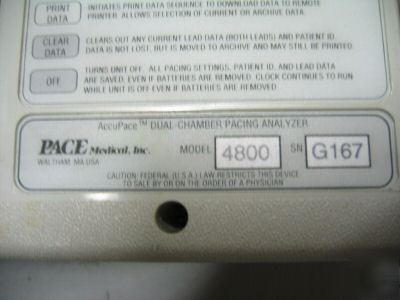 PRINT DATA
INITIATES PRINT DATA SEQUENCE TO DOWNLOAD DATA TO REMOTE
PRINTER. ALLOWS SELECTION OF CURRENT OR ARCHIVE DATA.
CLEAR DATA
CLEARS OUT ANY CURRENT LEAD DATA (BOTH LEADS) AND PATIENT ID.
DATA IS NOT LOST, BUT IS MOVED TO ARCHIVE AND MAY STILL BE PRINTED.
OFF
TURNS UNIT OFF. ALL PACING SETTINGS, PATIENT ID, AND LEAD DATA
ARE SAVED, EVEN IF BATTERIES ARE REMOVED. CLOCK CONTINUES TO RUN
WHILE UNIT IS OFF EVEN IF BATTERIES ARE REMOVED.
AccuPace™ DUAL-CHAMBER PACING ANALYZER
PACE Medical, Inc. MODEL 4800 SN G167
WALTHAM, MA USA
CAUTION: FEDERAL (U.S.A.) LAW RESTRICTS THIS DEVICE
TO SALE BY OR ON THE ORDER OF A PHYSICIAN